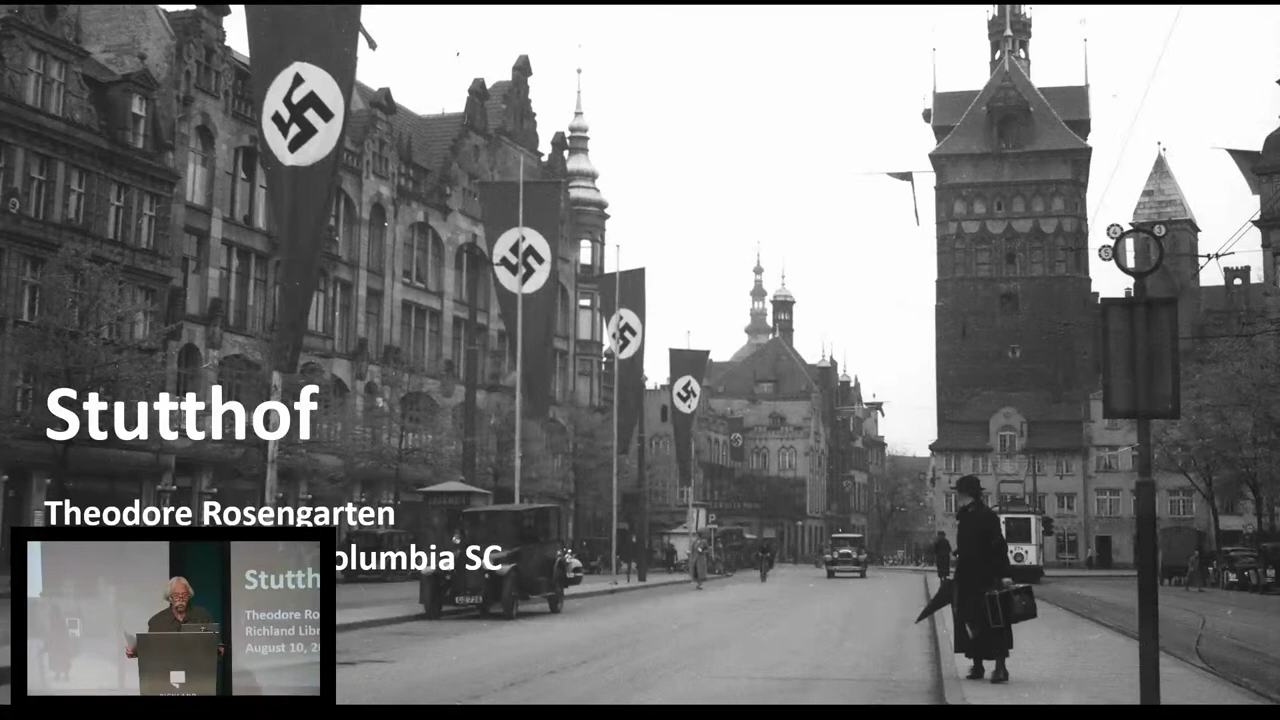 Stutthof
Theodore Rosengarten
olumbia SC
Stutth
Theodore Ro
Richland Libr
August 10, 2